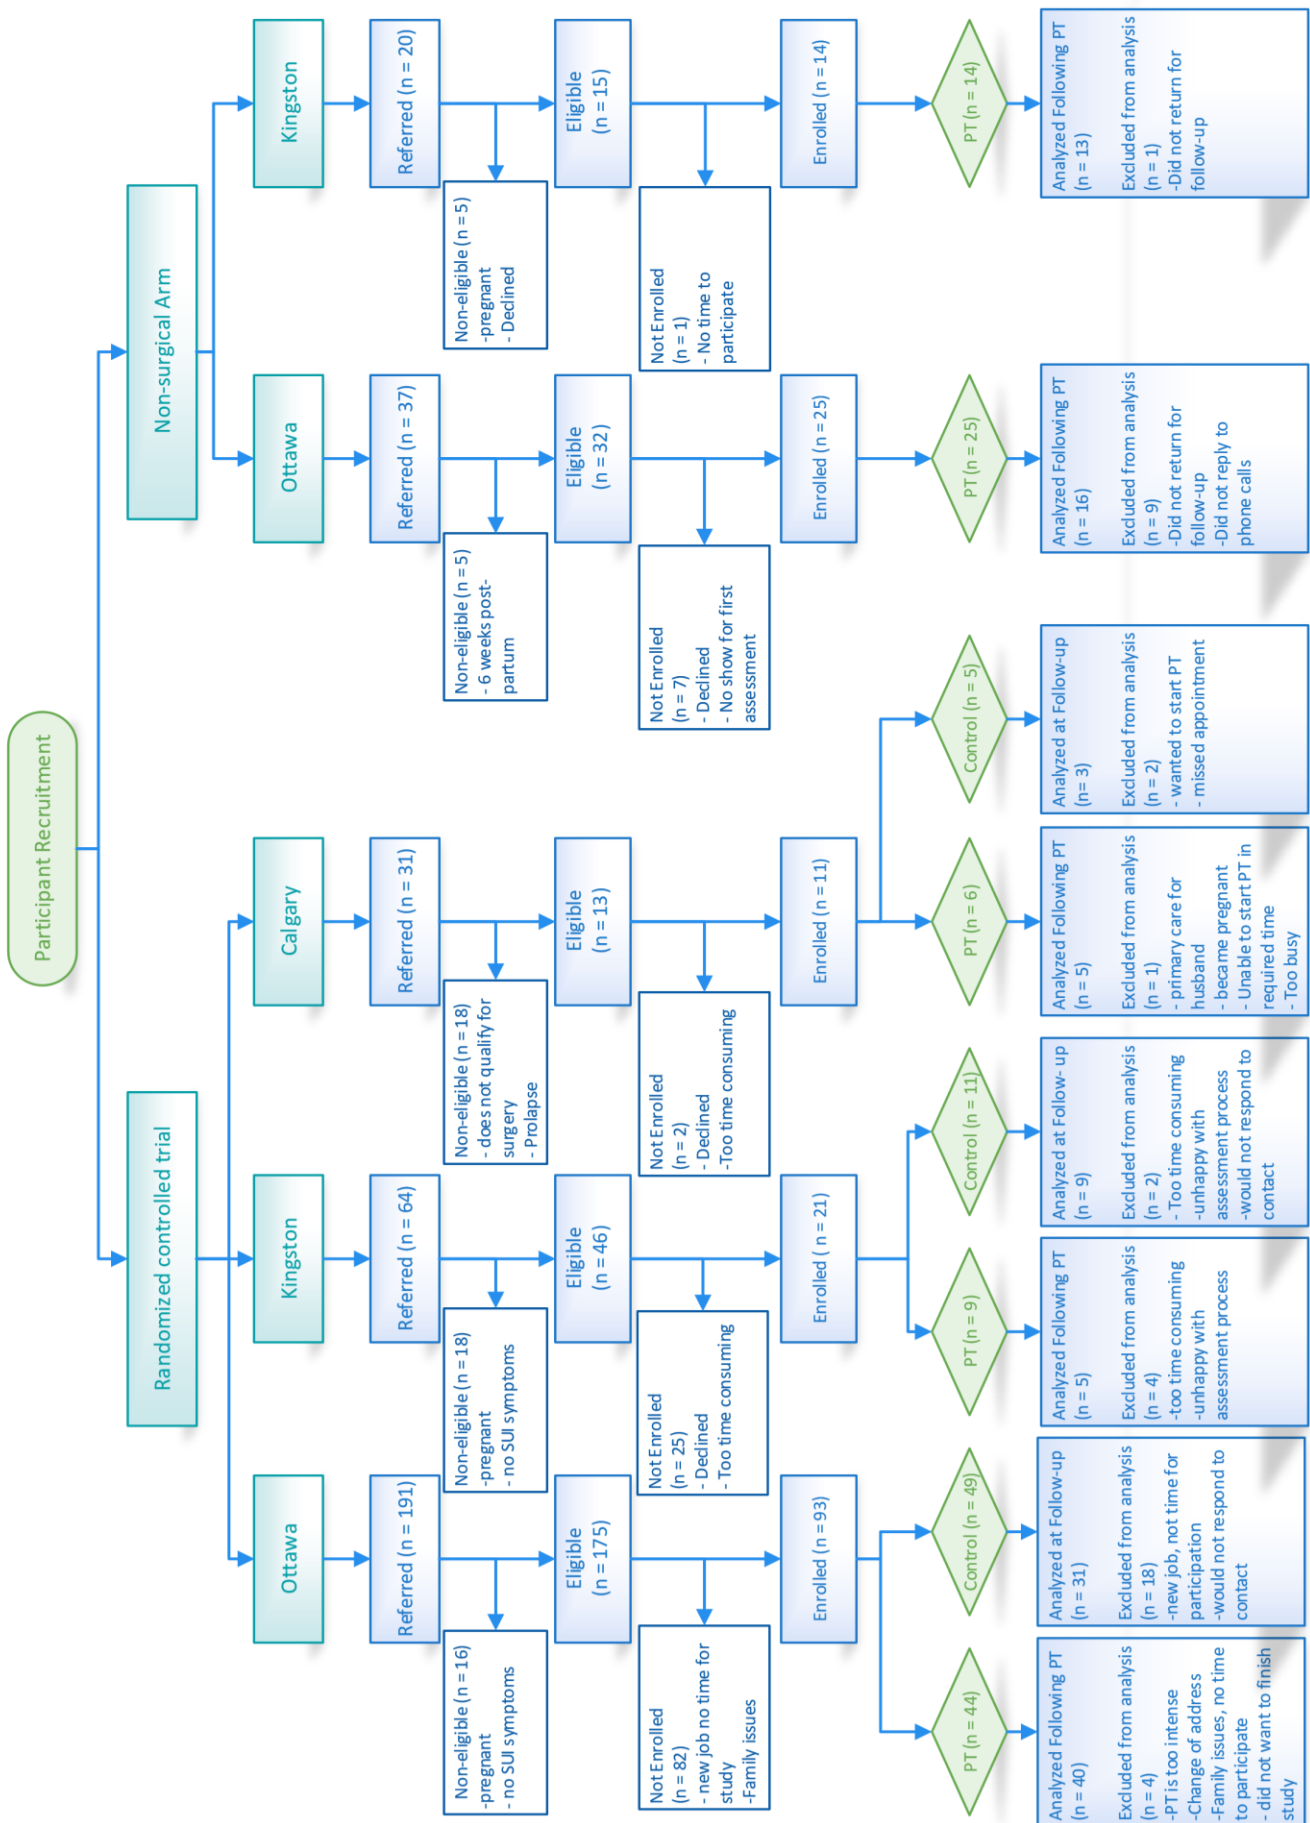 Participant Recruitment
Randomized controlled trial
Non-surgical Arm
Ottawa
Kingston
Calgary
Ottawa
Kingston
Referred (n = 191)
Referred (n = 64)
Referred (n = 31)
Referred (n = 37)
Referred (n = 20)
Non-eligible (n = 16)
-pregnant
- no SUI symptoms
Non-eligible (n = 18)
-pregnant
- no SUI symptoms
Non-eligible (n = 18)
- does not qualify for
surgery
- Prolapse
Non-eligible (n = 5)
- 6 weeks post-
partum
Non-eligible (n = 5)
-pregnant
- Declined
Eligible
(n = 175)
Eligible
(n = 46)
Eligible
(n = 13)
Eligible
(n = 32)
Eligible
(n = 15)
Not Enrolled
(n = 82)
- new job no time for
study
-Family issues
Not Enrolled
(n = 25)
- Declined
- Too time consuming
Not Enrolled
(n = 2)
- Declined
-Too time consuming
Not Enrolled
(n = 7)
- Declined
- No show for first
assessment
Not Enrolled
(n = 1)
- No time to
participate
Enrolled (n = 93)
Enrolled ( n = 21)
Enrolled (n = 11)
Enrolled (n = 25)
Enrolled (n = 14)
PT (n = 44)
Control (n = 49)
PT (n = 9)
Control (n = 11)
PT (n = 6)
Control (n = 5)
PT (n = 25)
PT (n = 14)
Analyzed Following PT
(n = 40)
Excluded from analysis
(n = 4)
-PT is too intense
-Change of address
-Family issues, no time
to participate
- did not want to finish
study
Analyzed at Follow-up
(n = 31)
Excluded from analysis
(n = 18)
-new job, not time for
participation
-would not respond to
contact
Analyzed Following PT
(n = 5)
Excluded from analysis
(n = 4)
-too time consuming
-unhappy with
assessment process
Analyzed at Follow- up
(n = 9)
Excluded from analysis
(n = 2)
- Too time consuming
-unhappy with
assessment process
-would not respond to
contact
Analyzed Following PT
(n = 5)
Excluded from analysis
(n = 1)
- primary care for
husband
- became pregnant
- Unable to start PT in
required time
- Too busy
Analyzed at Follow-up
(n= 3)
Excluded from analysis
(n = 2)
- wanted to start PT
- missed appointment
Analyzed Following PT
(n = 16)
Excluded from analysis
(n = 9)
-Did not return for
follow-up
-Did not reply to
phone calls
Analyzed Following PT
(n = 13)
Excluded from analysis
(n = 1)
-Did not return for
follow-up